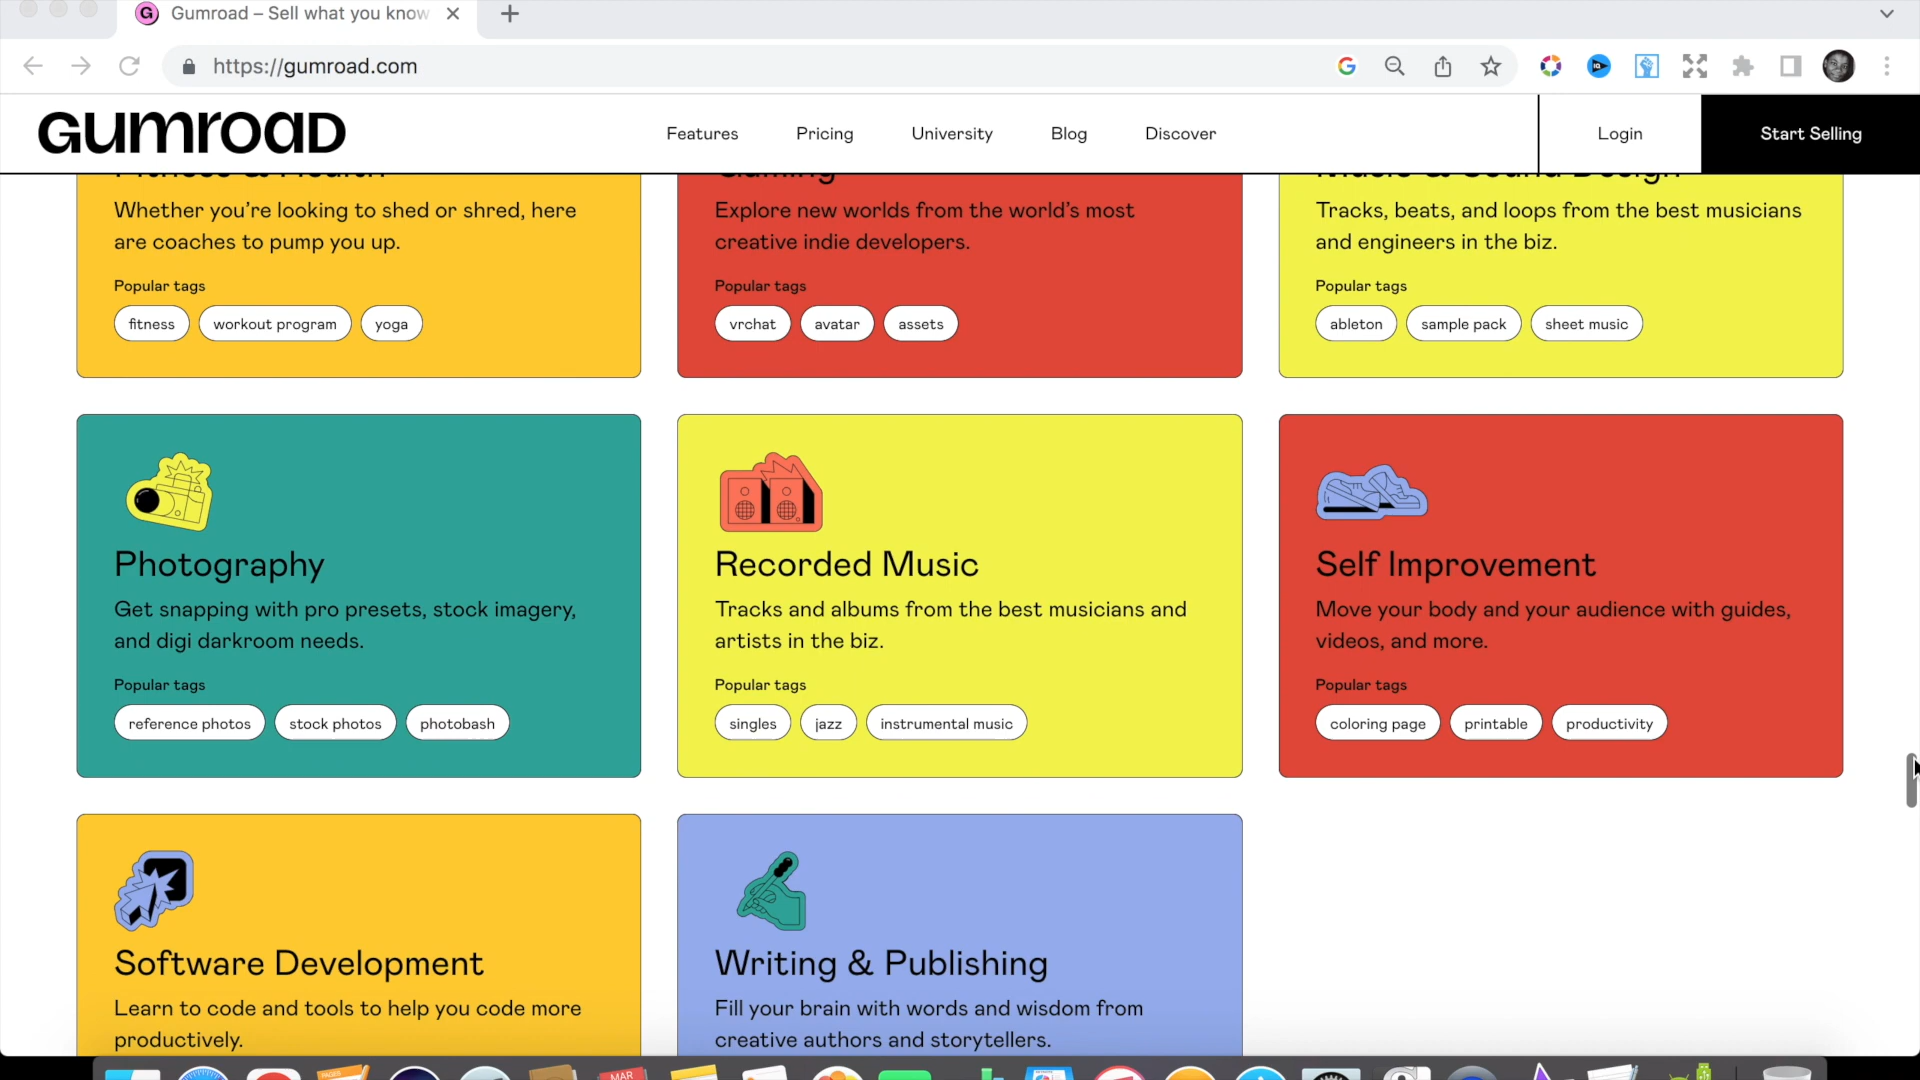 Gumroad – Sell what you know
https://gumroad.com
GUMROAD
Features
Pricing
University
Blog
Discover
Login
Start Selling
Fitness & Health
Gaming
Music & Sound Design
Whether you’re looking to shed or shred, here
are coaches to pump you up.
Popular tags
fitness
workout program
yoga
Explore new worlds from the world’s most
creative indie developers.
Popular tags
vrchat
avatar
assets
Tracks, beats, and loops from the best musicians
and engineers in the biz.
Popular tags
ableton
sample pack
sheet music
Photography
Get snapping with pro presets, stock imagery,
and digi darkroom needs.
Popular tags
reference photos
stock photos
photobash
Recorded Music
Tracks and albums from the best musicians and
artists in the biz.
Popular tags
singles
jazz
instrumental music
Self Improvement
Move your body and your audience with guides,
videos, and more.
Popular tags
coloring page
printable
productivity
Software Development
Learn to code and tools to help you code more
productively.
Writing & Publishing
Fill your brain with words and wisdom from
creative authors and storytellers.
PAGES
MAR